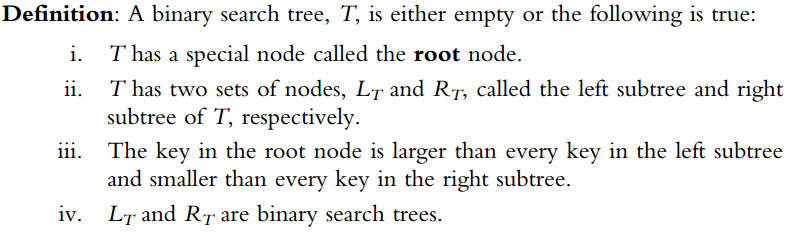 Definition: A binary search tree, T, is either empty or the following is true:
i. T has a special node called the root node.
ii. T has two sets of nodes, L_T and R_T, called the left subtree and right
subtree of T, respectively.
iii. The key in the root node is larger than every key in the left subtree
and smaller than every key in the right subtree.
iv. L_T and R_T are binary search trees.